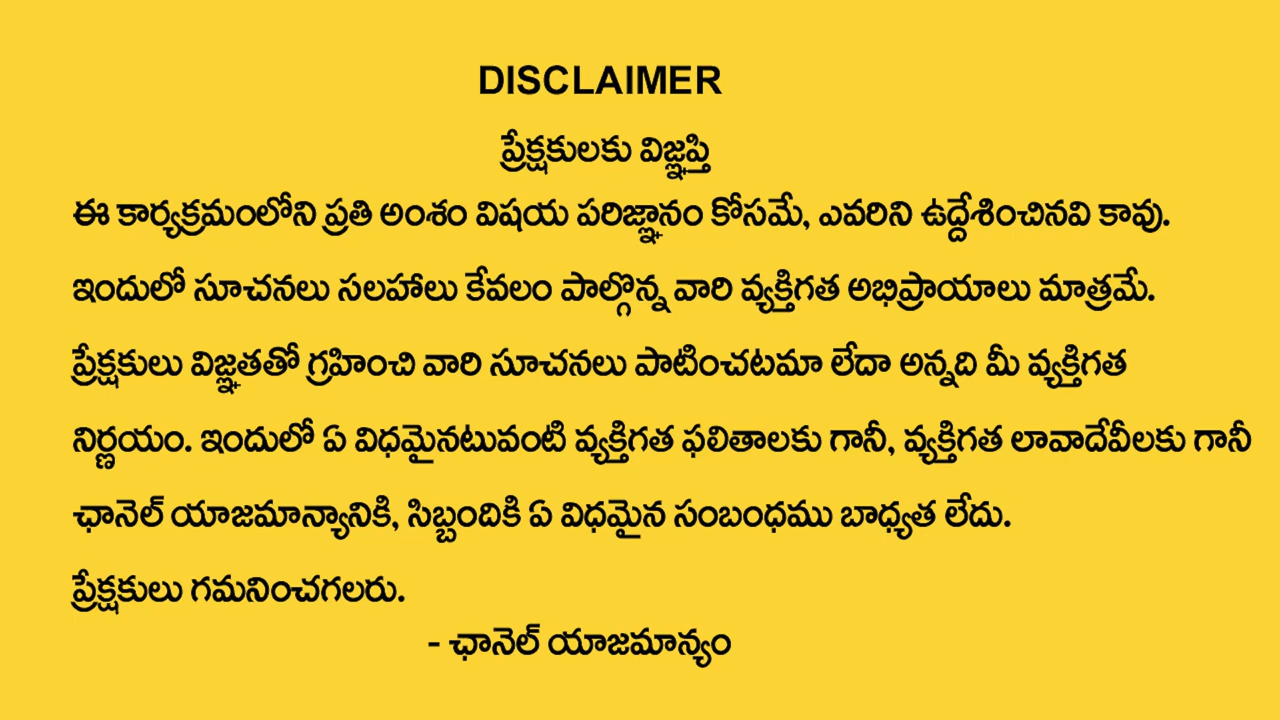 DISCLAIMER
ప్రేక్షకులకు విజ్ఞప్తి
ఈ కార్యక్రమంలోని ప్రతి అంశం విషయ పరిజ్ఞానం కోసమే, ఎవరిని ఉద్దేశించినవి కావు.
ఇందులో సూచనలు సలహాలు కేవలం పాల్గొన్న వారి వ్యక్తిగత అభిప్రాయాలు మాత్రమే.
ప్రేక్షకులు విజ్ఞతతో గ్రహించి వారి సూచనలు పాటించటమా లేదా అన్నది మీ వ్యక్తిగత
నిర్ణయం. ఇందులో ఏ విధమైనటువంటి వ్యక్తిగత ఫలితాలకు గానీ, వ్యక్తిగత లావాదేవీలకు గానీ
ఛానెల్ యాజమాన్యానికి, సిబ్బందికి ఏ విధమైన సంబంధము బాధ్యత లేదు.
ప్రేక్షకులు గమనించగలరు.
- ఛానెల్ యాజమాన్యం